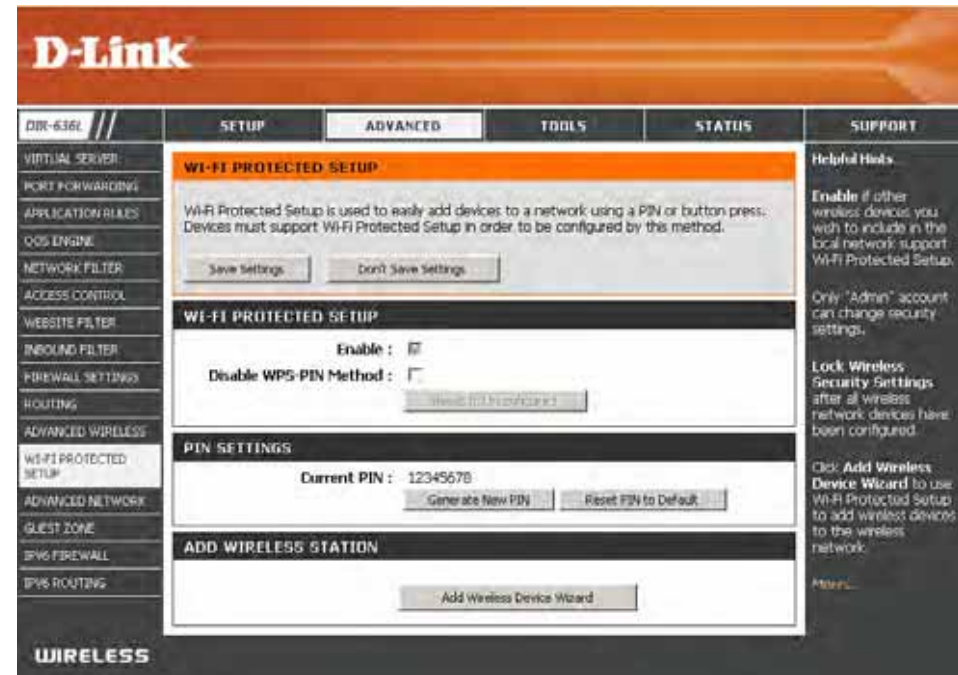 D-Link
DIR-636L
SETUP
ADVANCED
TOOLS
STATUS
SUPPORT
VIRTUAL SERVER
PORT FORWARDING
APPLICATION RULES
QOS ENGINE
NETWORK FILTER
ACCESS CONTROL
WEBSITE FILTER
INBOUND FILTER
FIREWALL SETTINGS
ROUTING
ADVANCED WIRELESS
WI-FI PROTECTED
SETUP
ADVANCED NETWORK
GUEST ZONE
IPV6 FIREWALL
IPV6 ROUTING
WI-FI PROTECTED SETUP
Wi-Fi Protected Setup is used to easily add devices to a network using a PIN or button press.
Devices must support Wi-Fi Protected Setup in order to be configured by this method.
Save Settings
Don't Save Settings
WI-FI PROTECTED SETUP
Enable :
Disable WPS-PIN Method :
PIN SETTINGS
Current PIN : 12345678
Generate New PIN
Reset PIN to Default
ADD WIRELESS STATION
Add Wireless Device Wizard
Helpful Hints
Enable if other
wireless devices you
wish to include in the
local network support
Wi-Fi Protected Setup.
Only "Admin" account
can change security
settings.
Lock Wireless
Security Settings
after all wireless
network devices have
been configured.
Click Add Wireless
Device Wizard to use
Wi-Fi Protected Setup
to add wireless devices
to the wireless
network.
More...
WIRELESS